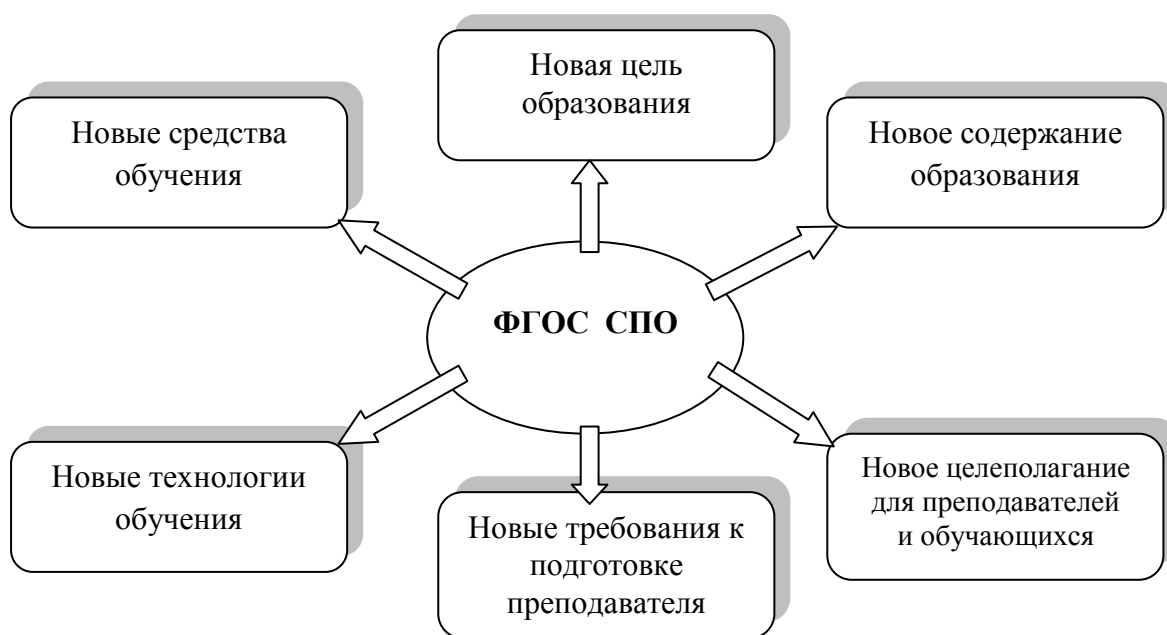 Новая цель
образования
Новые средства
обучения
Новое содержание
образования
ФГОС СПО
Новые технологии
обучения
Новые требования к
подготовке
преподавателя
Новое целеполагание
для преподавателей
и обучающихся